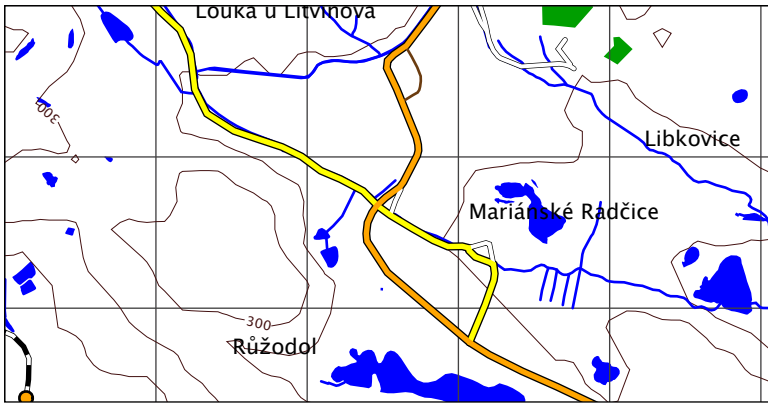 Louka u Litvínova
300
Libkovice
Mariánské Radčice
300
Růžodol